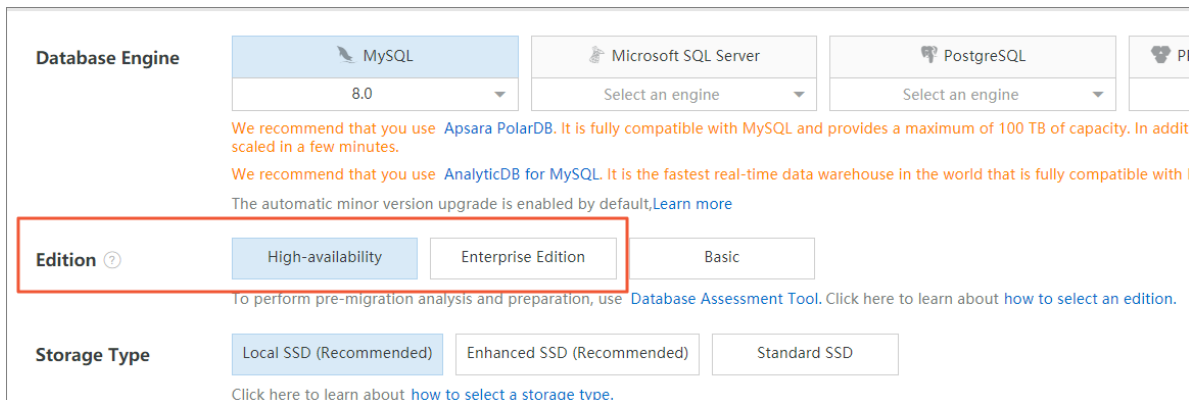 Database Engine
MySQL
Microsoft SQL Server
PostgreSQL
8.0
Select an engine
Select an engine
We recommend that you use Apsara PolarDB. It is fully compatible with MySQL and provides a maximum of 100 TB of capacity. In addit
scaled in a few minutes.
We recommend that you use AnalyticDB for MySQL. It is the fastest real-time data warehouse in the world that is fully compatible with
The automatic minor version upgrade is enabled by default,Learn more
Edition ?
High-availability
Enterprise Edition
Basic
To perform pre-migration analysis and preparation, use Database Assessment Tool. Click here to learn about how to select an edition.
Storage Type
Local SSD (Recommended)
Enhanced SSD (Recommended)
Standard SSD
Click here to learn about how to select a storage type.